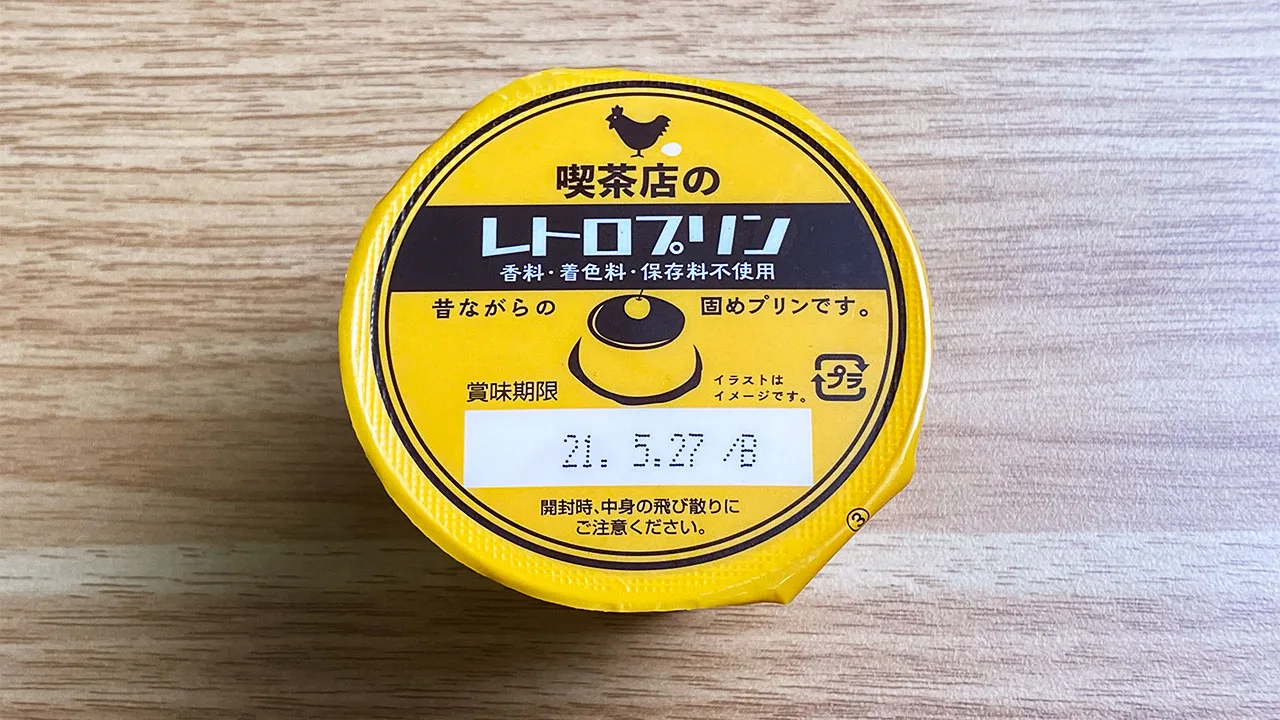 喫茶店の
レトロプリン
香料・着色料・保存料不使用
昔ながらの 固めプリンです。
賞味期限
イラストは
イメージです。
プラ
21. 5.27 /B
開封時、中身の飛び散りに
ご注意ください。
③